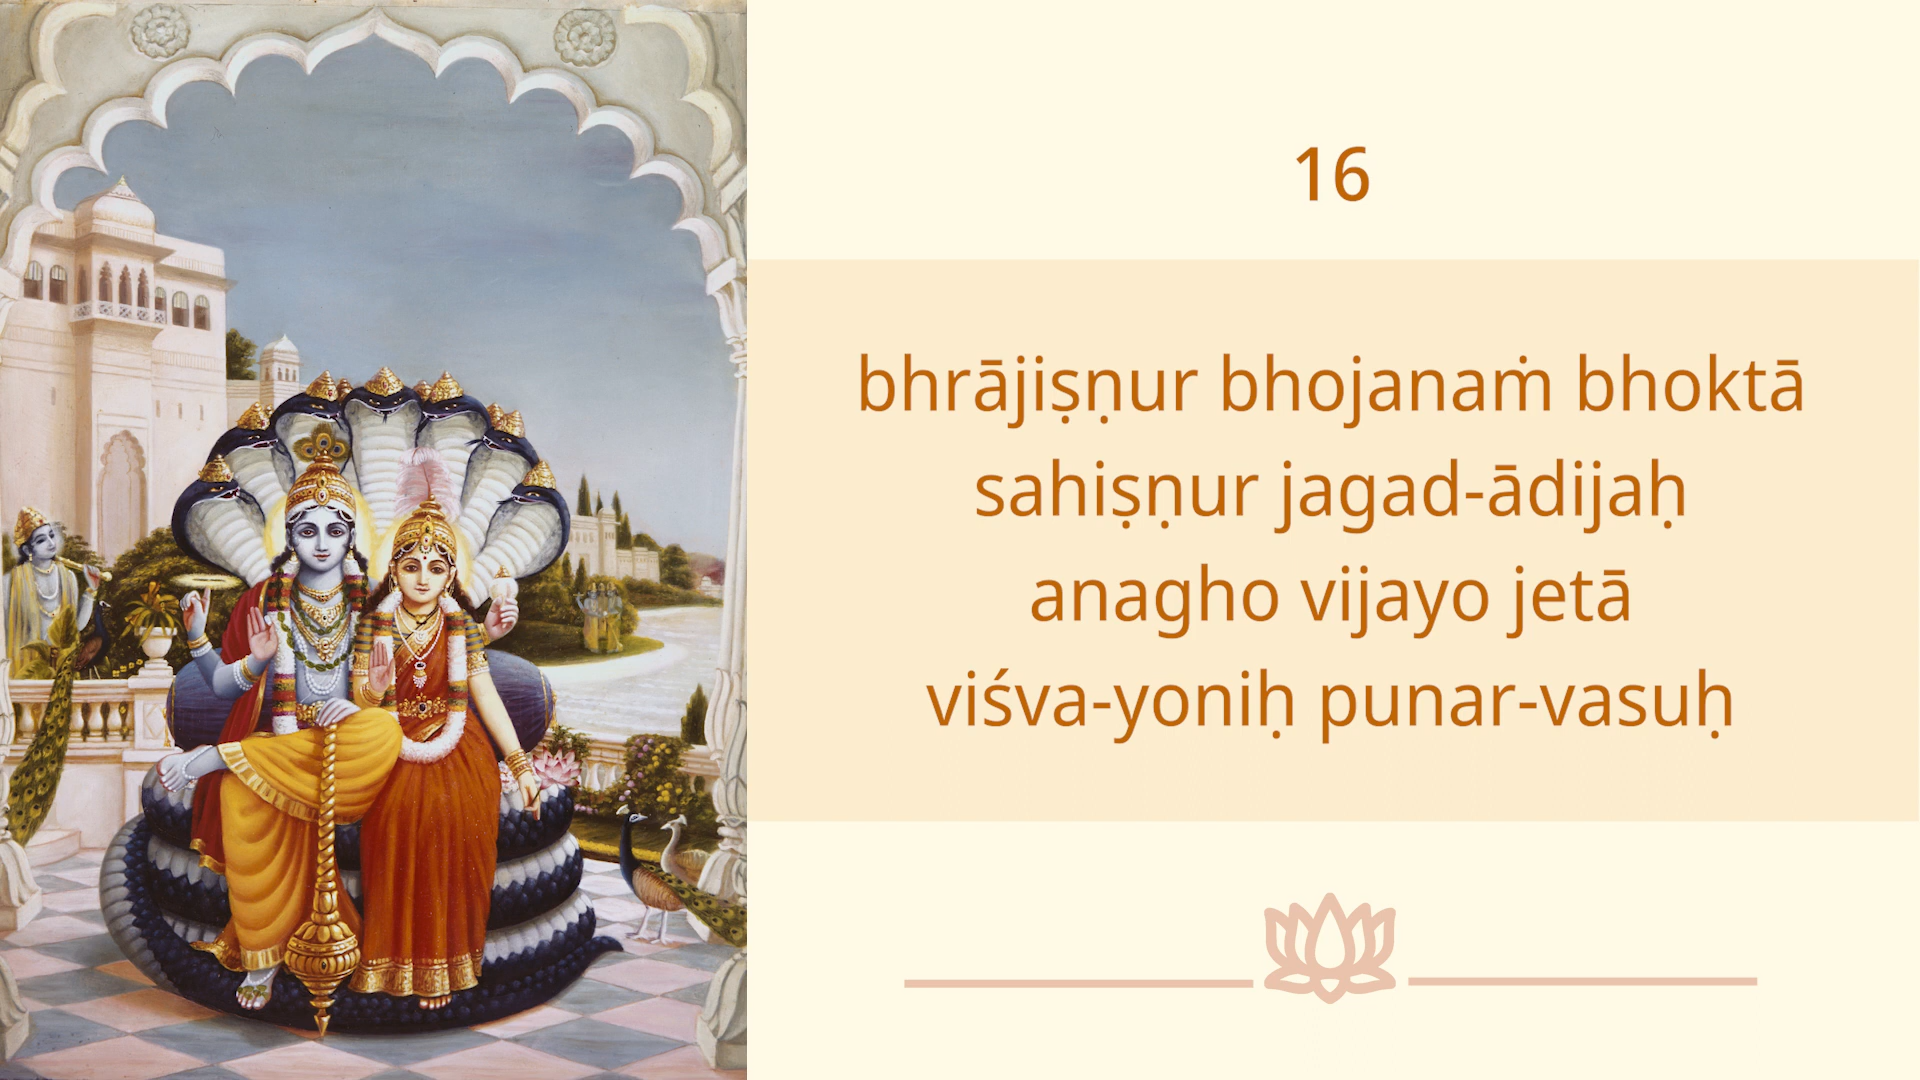 16
bhrājiṣṇur bhojanaṁ bhoktā
sahiṣṇur jagad-ādijaḥ
anagho vijayo jetā
viśva-yoniḥ punar-vasuḥ